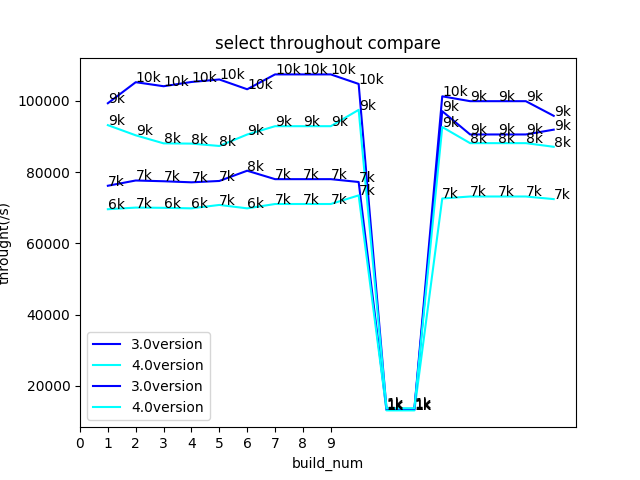 select throughout compare
throught(/s)
100000
80000
60000
40000
20000
9k 10k 10k 10k 10k 10k 10k 10k 10k 10k 10k 9k 9k 9k 9k
9k 9k 8k 8k 8k 9k 9k 9k 9k 9k 9k 9k 9k 9k 9k
9k 8k 8k 8k 8k
7k 7k 7k 7k 7k 8k 7k 7k 7k 7k
6k 7k 6k 6k 7k 6k 7k 7k 7k 7k 7k 7k 7k 7k 7k
1k 1k
3.0version
4.0version
3.0version
4.0version
0 1 2 3 4 5 6 7 8 9
build_num